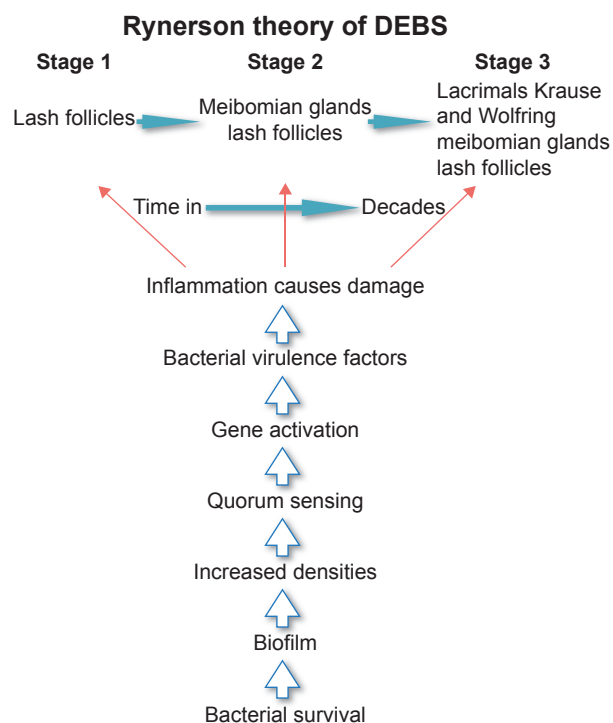 Rynerson theory of DEBS
Stage 1
Stage 2
Stage 3
Lash follicles
Meibomian glands
lash follicles
Lacrimals Krause
and Wolfring
meibomian glands
lash follicles
Time in
Decades
Inflammation causes damage
Bacterial virulence factors
Gene activation
Quorum sensing
Increased densities
Biofilm
Bacterial survival